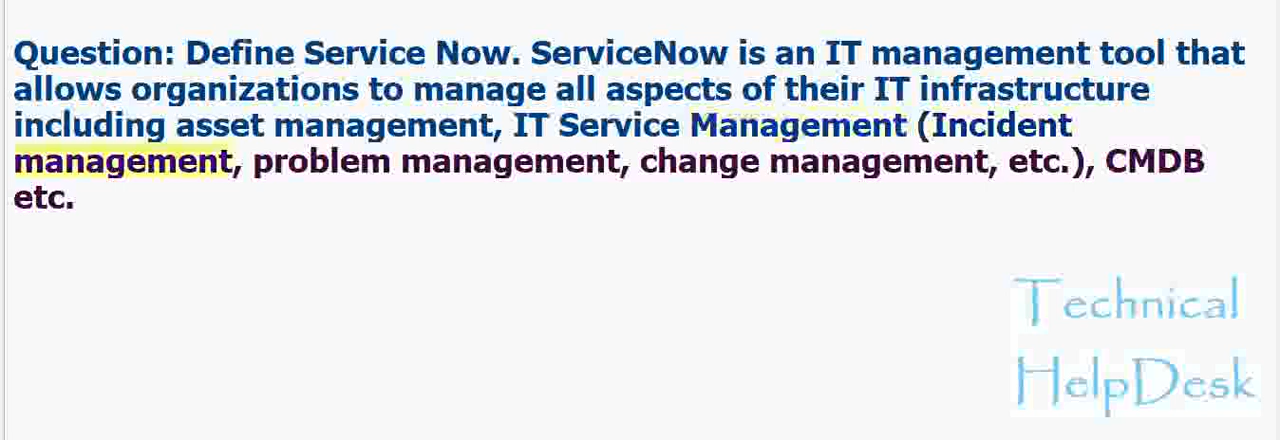 Question: Define Service Now. ServiceNow is an IT management tool that
allows organizations to manage all aspects of their IT infrastructure
including asset management, IT Service Management (Incident
management, problem management, change management, etc.), CMDB
etc.
Technical
HelpDesk